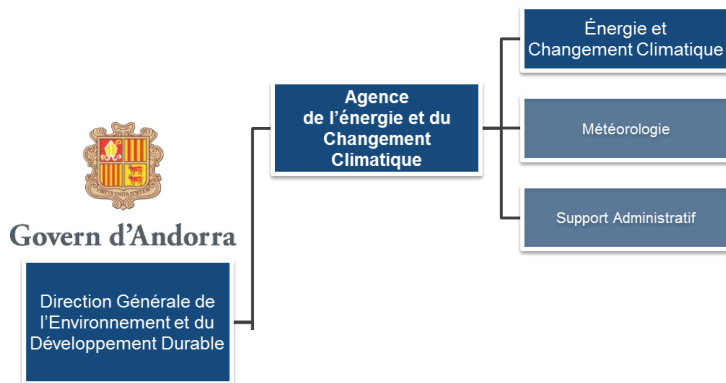 Énergie et
Changement Climatique
Agence
de l'énergie et du
Changement
Climatique
Météorologie
Support Administratif
Govern d'Andorra
Direction Générale de
l'Environnement et du
Développement Durable